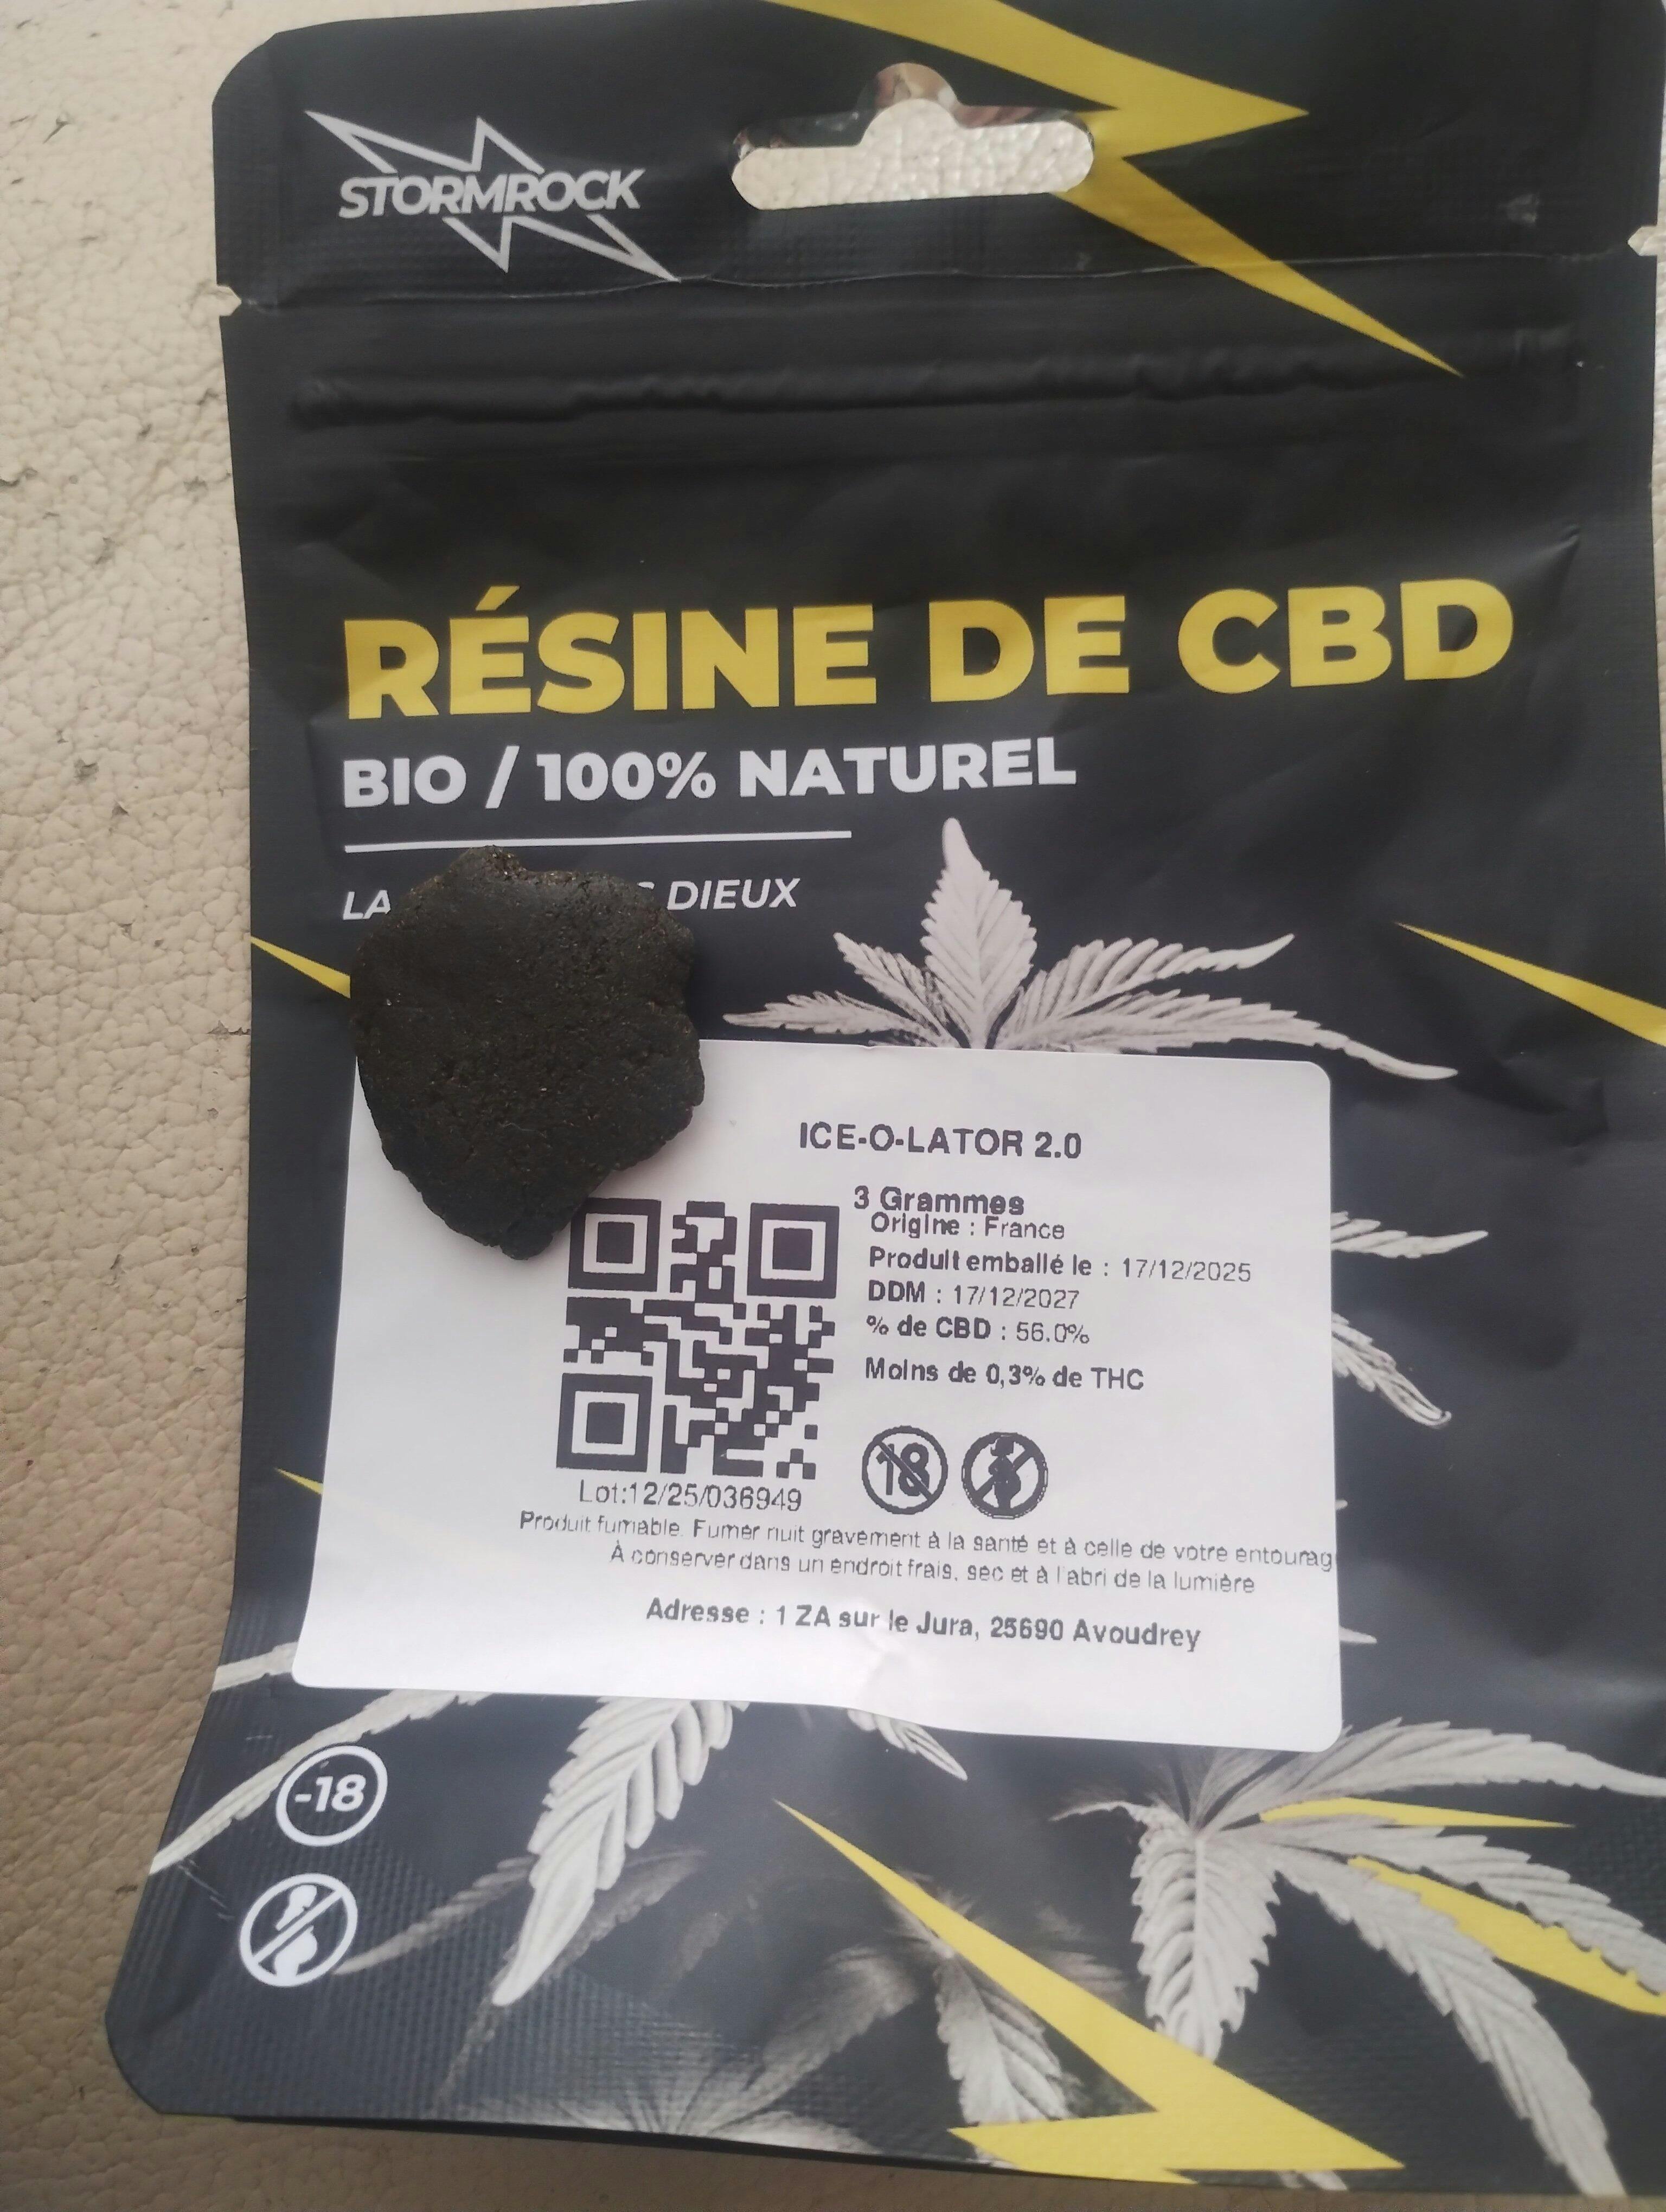 STORMROCK
RÉSINE DE CBD
BIO / 100% NATUREL
LA DIEUX
ICE-O-LATOR 2.0
3 Grammes
Origine : France
Produit emballé le : 17/12/2025
DDM : 17/12/2027
% de CBD : 56.0%
Moins de 0,3% de THC
18
Lot:12/25/036949
Produit fumable. Fumer nuit gravement à la santé et à celle de votre entourag
À conserver dans un endroit frais, sec et à l'abri de la lumière
Adresse : 1 ZA sur le Jura, 25690 Avoudrey
-18